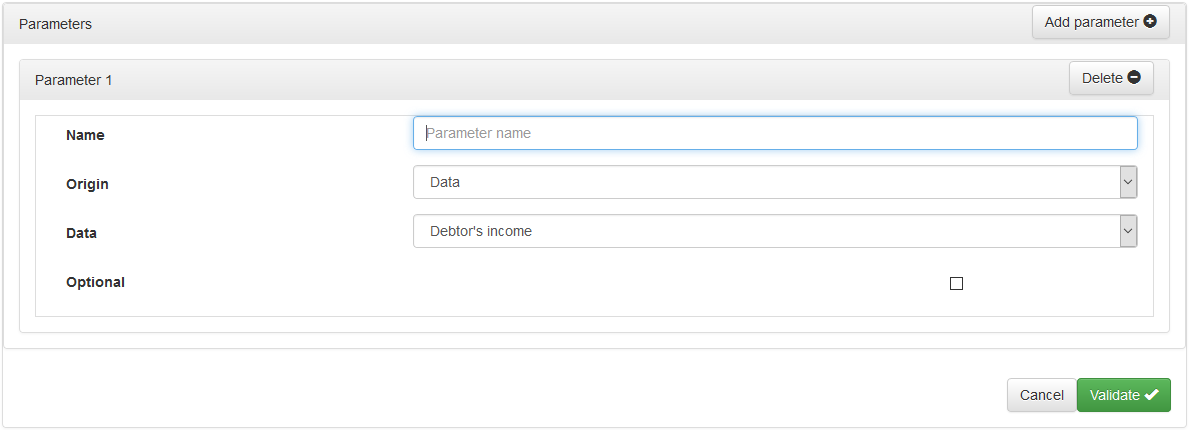 Parameters
Add parameter
Parameter 1
Delete
Name
Parameter name
Origin
Data
Data
Debtor's income
Optional
Cancel
Validate